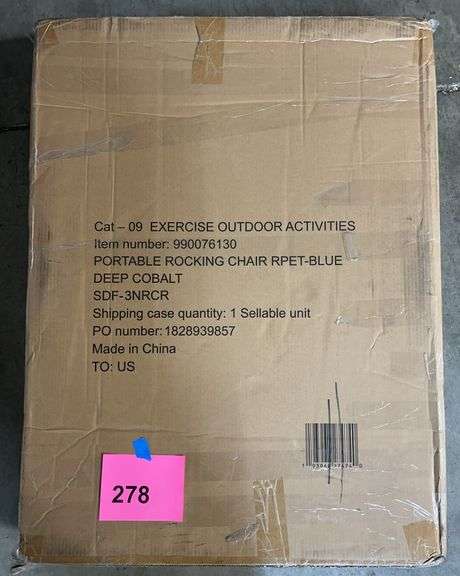 Cat – 09 EXERCISE OUTDOOR ACTIVITIES
Item number: 990076130
PORTABLE ROCKING CHAIR RPET-BLUE
DEEP COBALT
SDF-3NRCR
Shipping case quantity: 1 Sellable unit
PO number: 1828939857
Made in China
TO: US
278